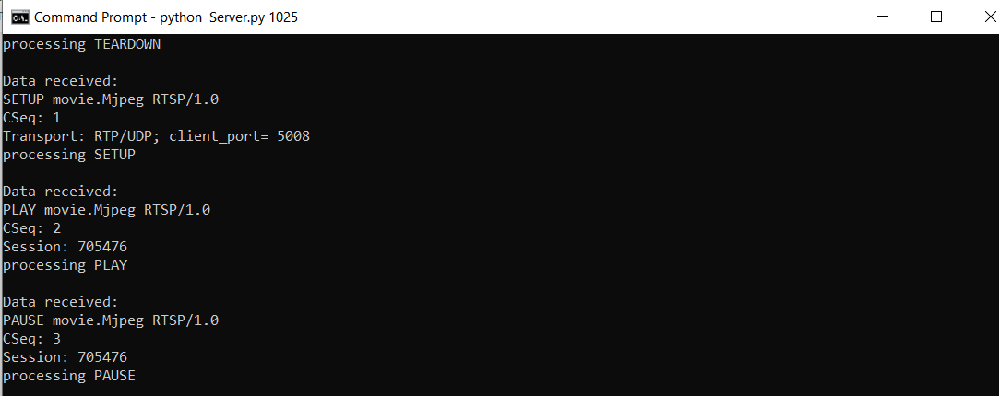 Command Prompt - python  Server.py 1025
processing TEARDOWN
Data received:
SETUP movie.Mjpeg RTSP/1.0
CSeq: 1
Transport: RTP/UDP; client_port= 5008
processing SETUP
Data received:
PLAY movie.Mjpeg RTSP/1.0
CSeq: 2
Session: 705476
processing PLAY
Data received:
PAUSE movie.Mjpeg RTSP/1.0
CSeq: 3
Session: 705476
processing PAUSE